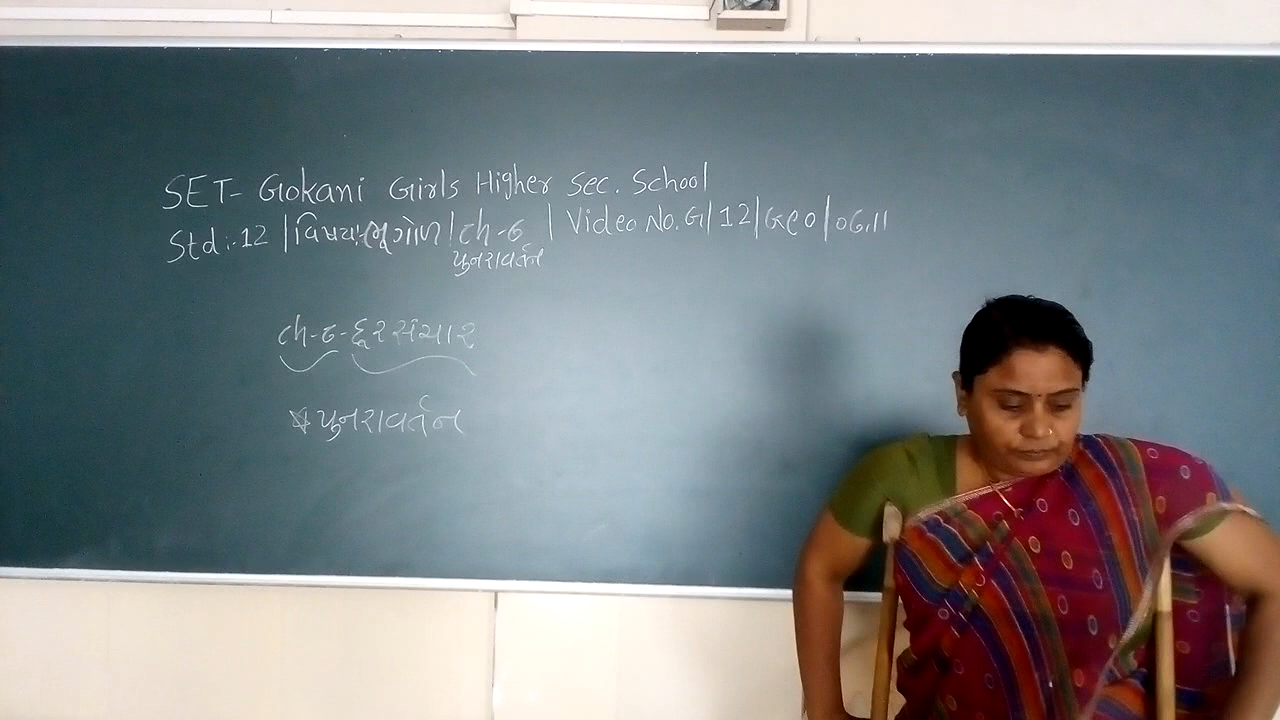 SET- Gokani Girls Higher Sec. School
Std:-12 | વિષય:ભૂગોળ | ch-6 | Video No. G/12/Geo/06.11
પુનરાવર્તન
ch-6-દૂરસંચાર
* પુનરાવર્તન